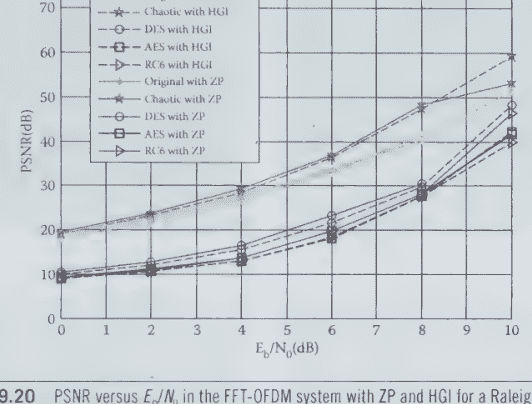 70
60
50
40
30
20
10
0
PSNR(dB)
Chaotic with HGI
DES with HGI
AES with HGI
RC6 with HGI
Original with ZP
Chaotic with ZP
DES with ZP
AES with ZP
RC6 with ZP
0 1 2 3 4 5 6 7 8 9 10
Eb/N0(dB)
9.20 PSNR versus Eb/N0 in the FFT-OFDM system with ZP and HGI for a Raleig